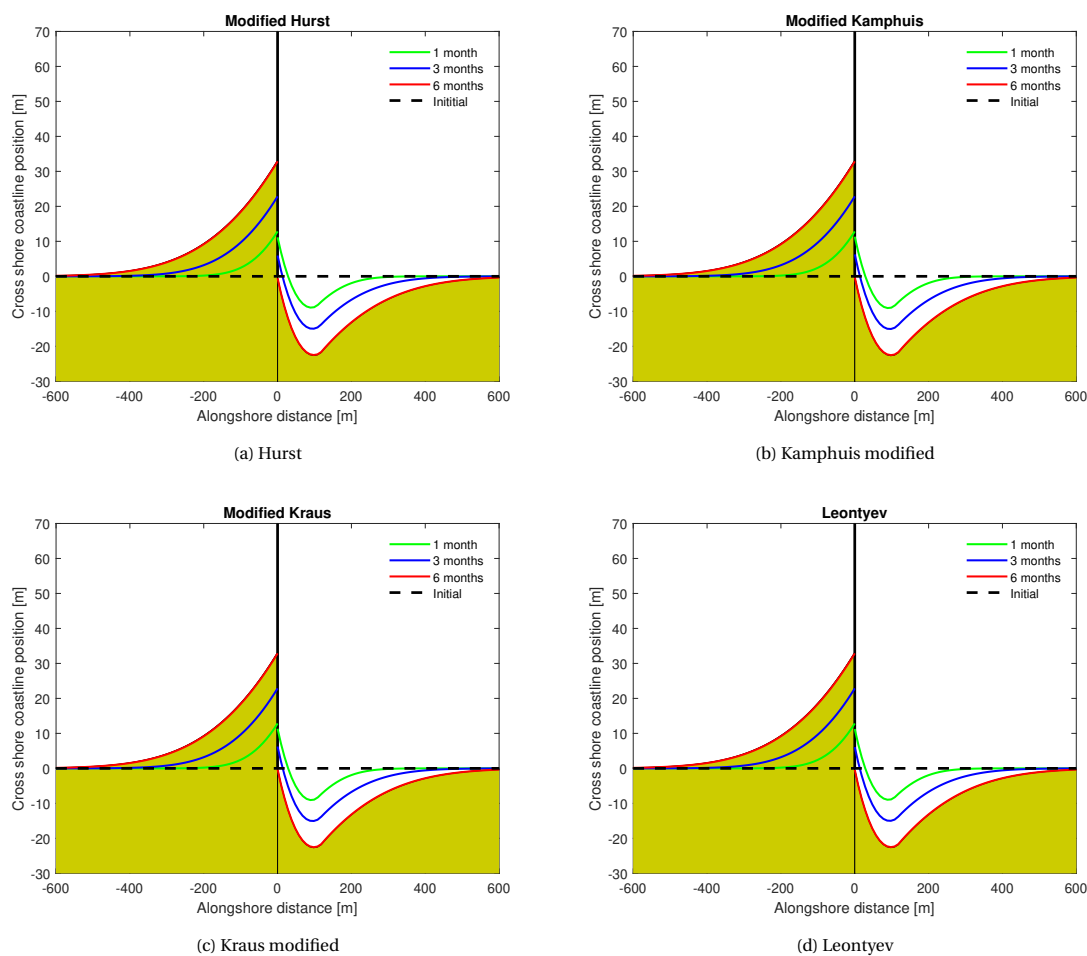 Modified Hurst
70
60
50
40
30
20
10
0
-10
-20
-30
-600
-400
-200
0
200
400
600
Cross shore coastline position [m]
Alongshore distance [m]
1 month
3 months
6 months
Inititial
(a) Hurst
Modified Kamphuis
70
60
50
40
30
20
10
0
-10
-20
-30
-600
-400
-200
0
200
400
600
Cross shore coastline position [m]
Alongshore distance [m]
1 month
3 months
6 months
Initial
(b) Kamphuis modified
Modified Kraus
70
60
50
40
30
20
10
0
-10
-20
-30
-600
-400
-200
0
200
400
600
Cross shore coastline position [m]
Alongshore distance [m]
1 month
3 months
6 months
Initial
(c) Kraus modified
Leontyev
70
60
50
40
30
20
10
0
-10
-20
-30
-600
-400
-200
0
200
400
600
Cross shore coastline position [m]
Alongshore distance [m]
1 month
3 months
6 months
Initial
(d) Leontyev